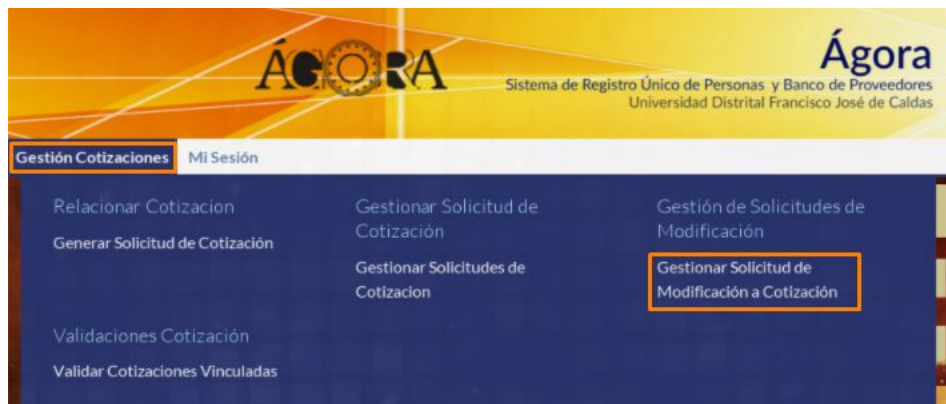 ÁGORA
Ágora
Sistema de Registro Único de Personas y Banco de Proveedores
Universidad Distrital Francisco José de Caldas
Gestión Cotizaciones Mi Sesión
Relacionar Cotizacion
Generar Solicitud de Cotización
Gestionar Solicitud de
Cotización
Gestionar Solicitudes de
Cotizacion
Gestión de Solicitudes de
Modificación
Gestionar Solicitud de
Modificación a Cotización
Validaciones Cotización
Validar Cotizaciones Vinculadas